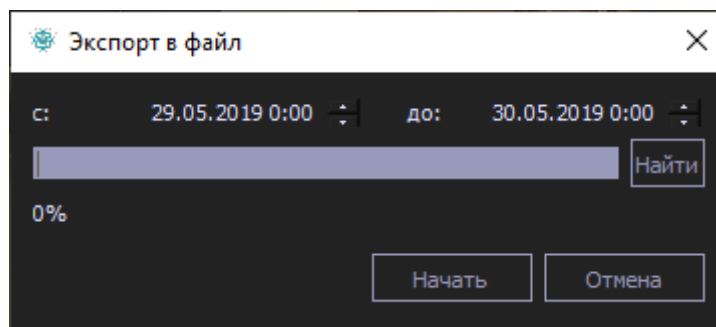 Экспорт в файл
с: 29.05.2019 0:00 до: 30.05.2019 0:00
Найти
0%
Начать Отмена